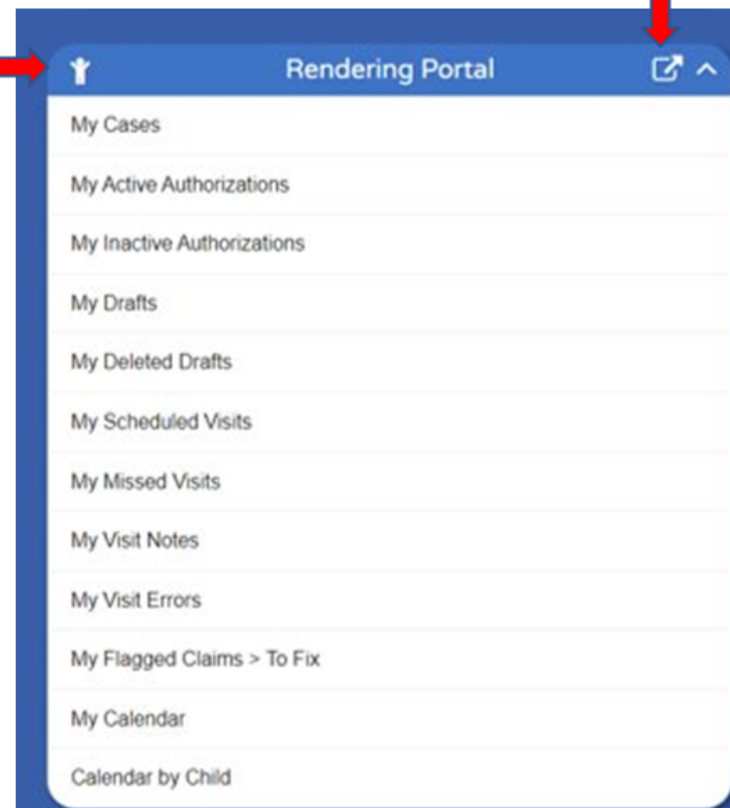 Rendering Portal
My Cases
My Active Authorizations
My Inactive Authorizations
My Drafts
My Deleted Drafts
My Scheduled Visits
My Missed Visits
My Visit Notes
My Visit Errors
My Flagged Claims > To Fix
My Calendar
Calendar by Child